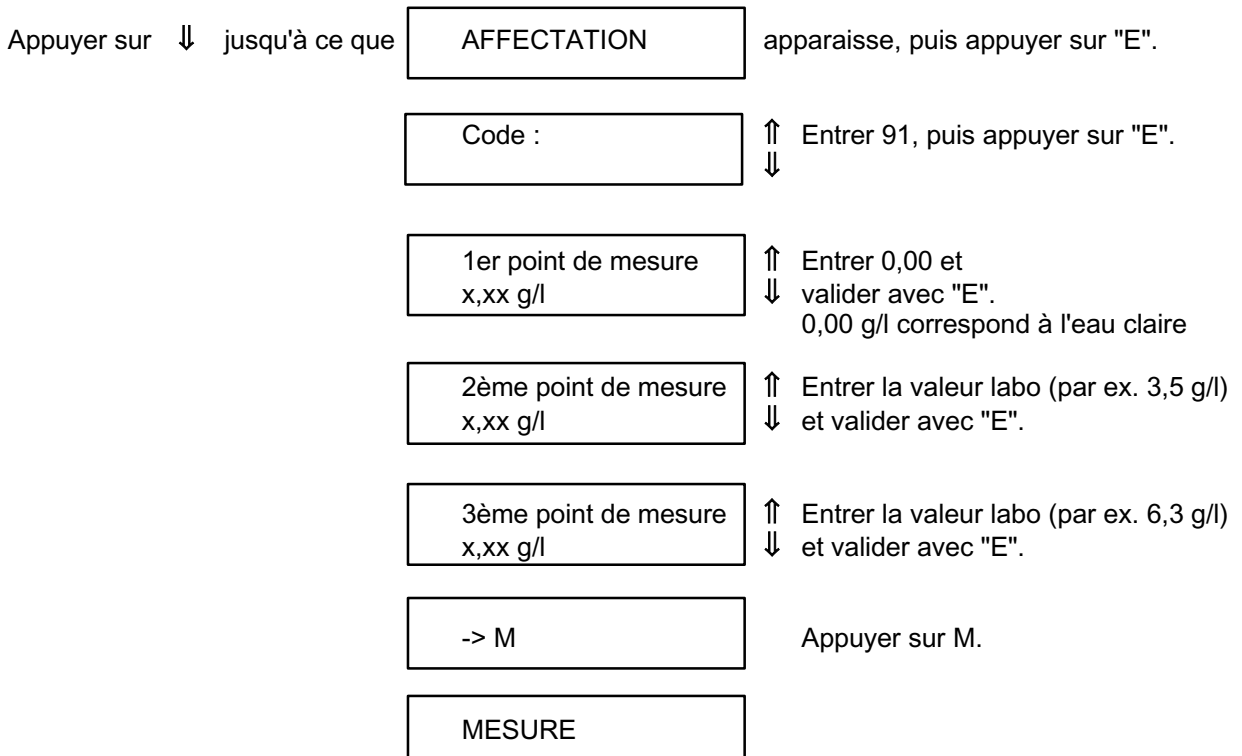 Appuyer sur ⇓ jusqu'à ce que AFFECTATION apparaisse, puis appuyer sur "E".
Code : ⇑ Entrer 91, puis appuyer sur "E".
⇓
1er point de mesure ⇑ Entrer 0,00 et
x,xx g/l ⇓ valider avec "E".
0,00 g/l correspond à l'eau claire
2ème point de mesure ⇑ Entrer la valeur labo (par ex. 3,5 g/l)
x,xx g/l ⇓ et valider avec "E".
3ème point de mesure ⇑ Entrer la valeur labo (par ex. 6,3 g/l)
x,xx g/l ⇓ et valider avec "E".
-> M Appuyer sur M.
MESURE